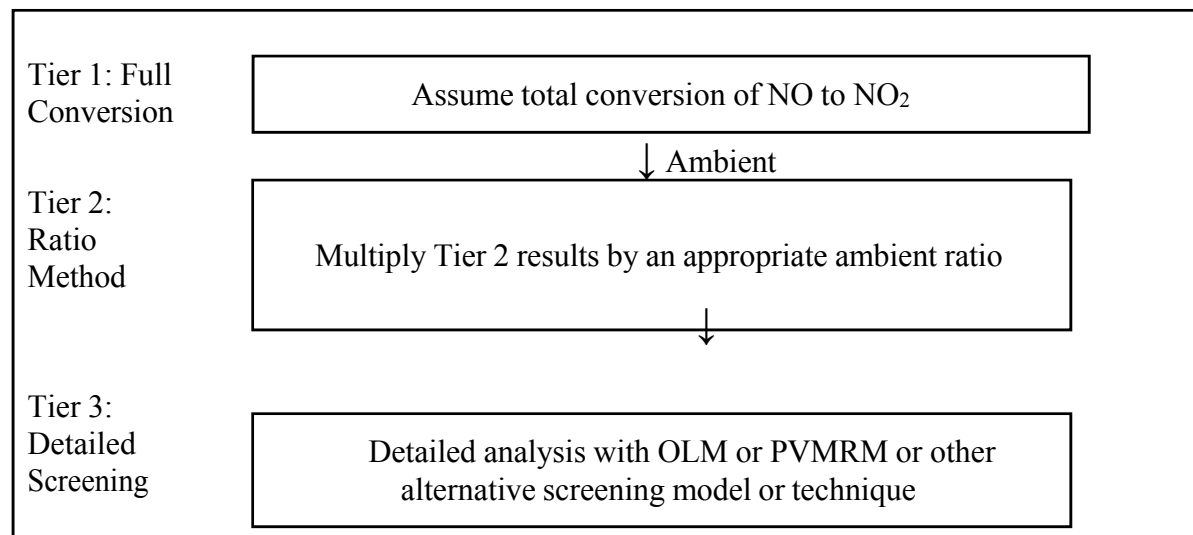 Tier 1: Full
Conversion
Assume total conversion of NO to NO₂
↓ Ambient
Tier 2:
Ratio
Method
Multiply Tier 2 results by an appropriate ambient ratio
↓
Tier 3:
Detailed
Screening
Detailed analysis with OLM or PVMRM or other
alternative screening model or technique